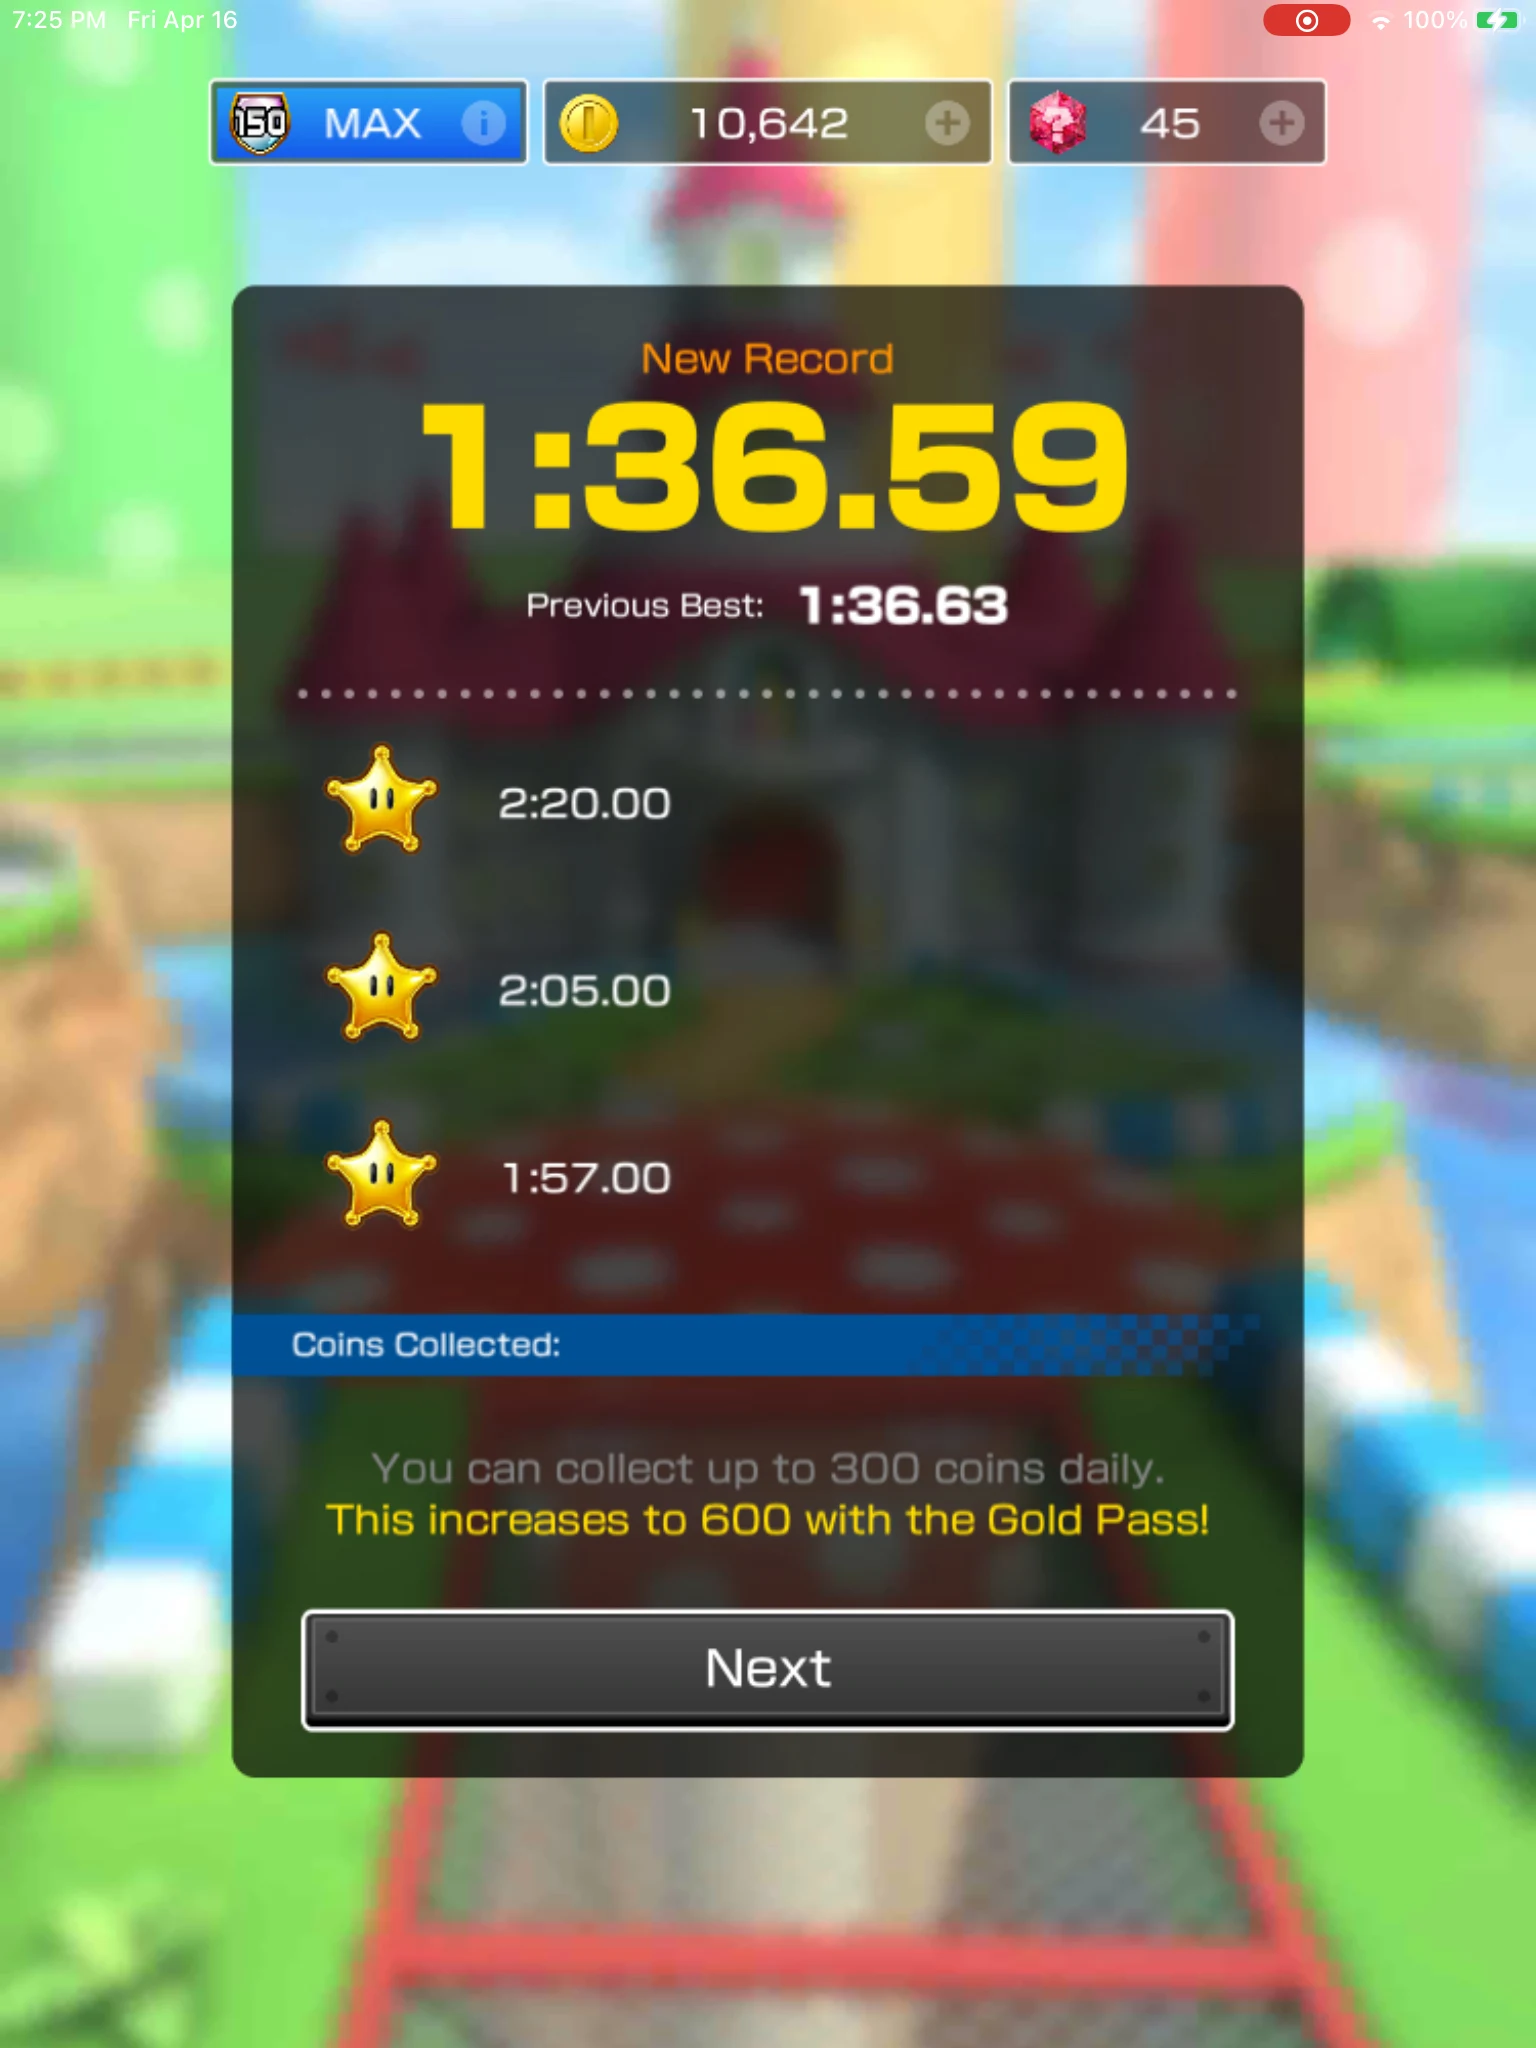 7:25 PM Fri Apr 16
100%
150 MAX i
10,642 +
? 45 +
New Record
1:36.59
Previous Best: 1:36.63
2:20.00
2:05.00
1:57.00
Coins Collected:
You can collect up to 300 coins daily.
This increases to 600 with the Gold Pass!
Next